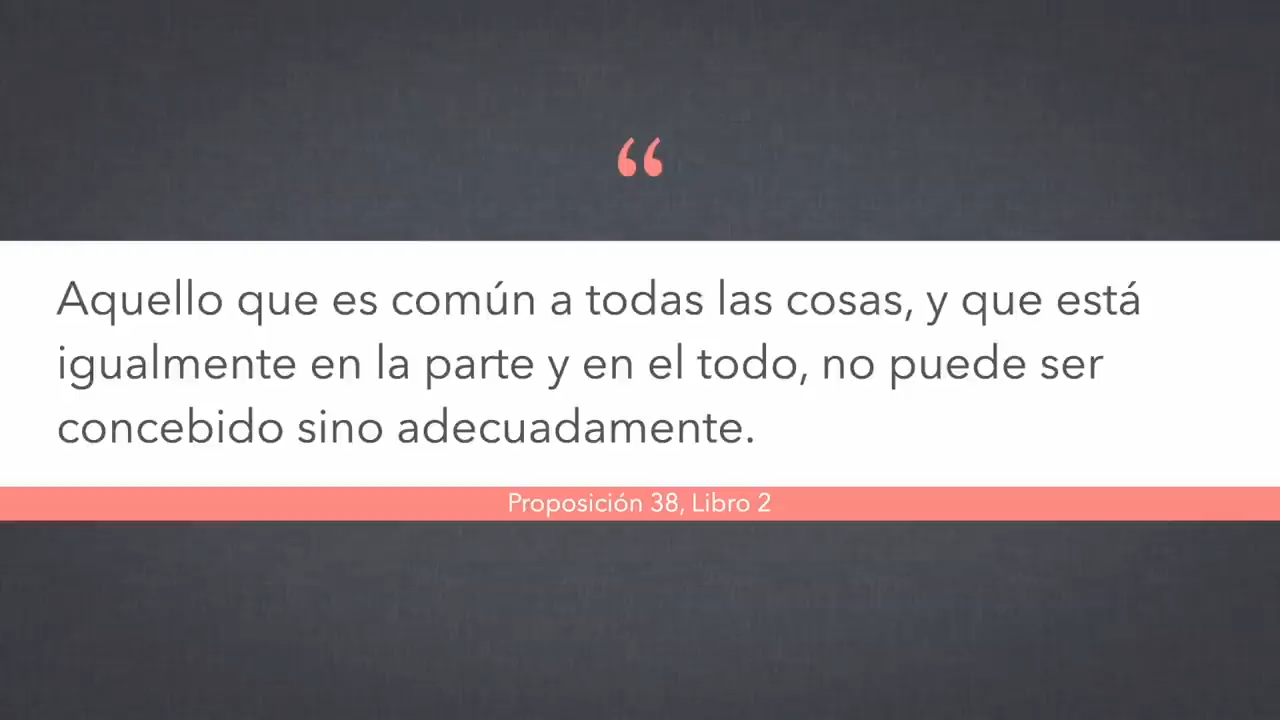 “
Aquello que es común a todas las cosas, y que está
igualmente en la parte y en el todo, no puede ser
concebido sino adecuadamente.
Proposición 38, Libro 2